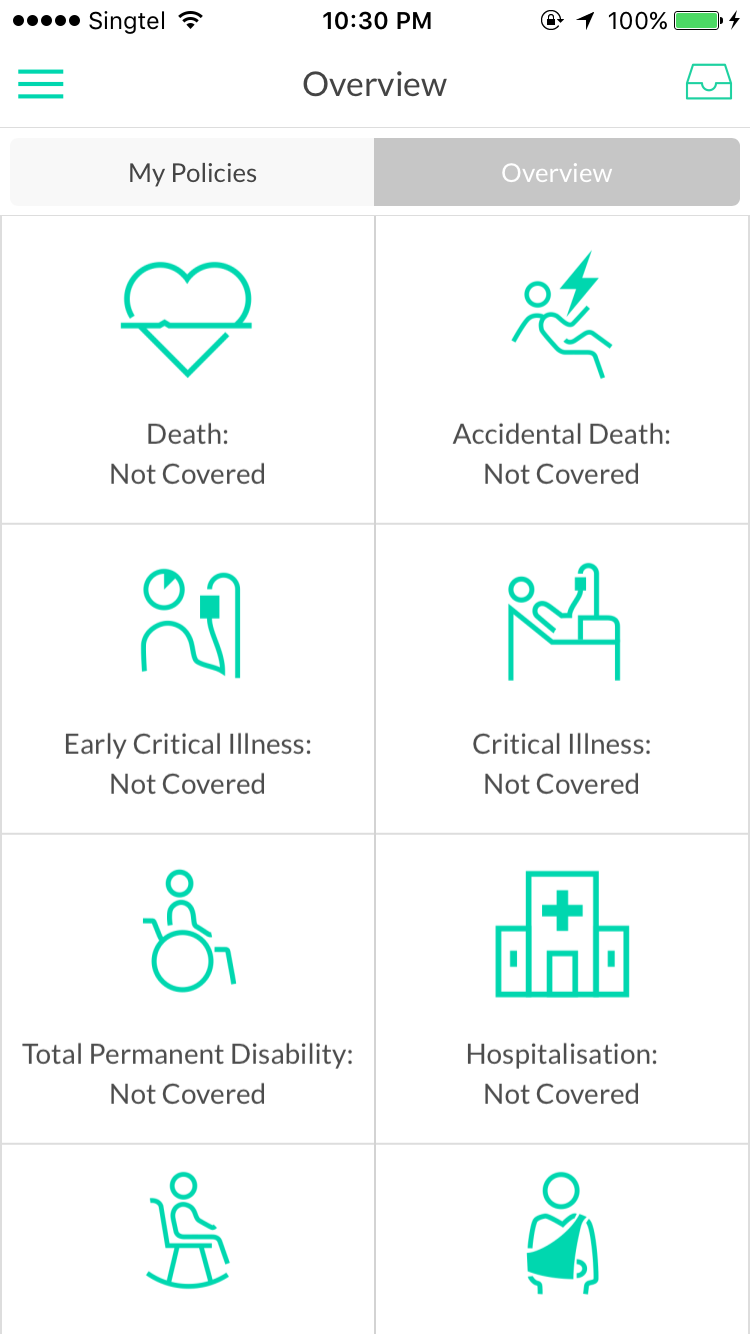 Singtel 10:30 PM 100%
Overview
My Policies Overview
Death:
Not Covered
Accidental Death:
Not Covered
Early Critical Illness:
Not Covered
Critical Illness:
Not Covered
Total Permanent Disability:
Not Covered
Hospitalisation:
Not Covered